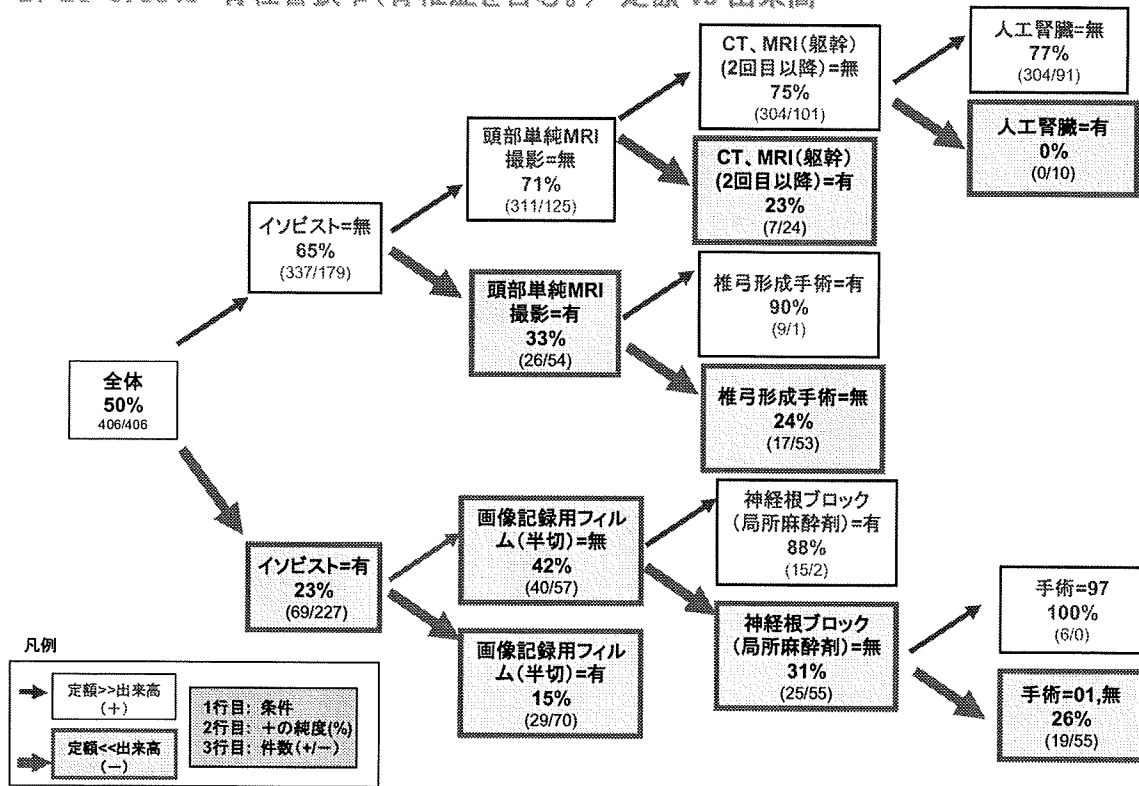 定額 vs 出来高
人工腎臓=無
77%
(304/91)
CT、MRI(躯幹)
(2回目以降)=無
75%
(304/101)
人工腎臓=有
0%
(0/10)
頭部単純MRI
撮影=無
71%
(311/125)
CT、MRI(躯幹)
(2回目以降)=有
23%
(7/24)
イソビスト=無
65%
(337/179)
頭部単純MRI
撮影=有
33%
(26/54)
椎弓形成手術=有
90%
(9/1)
全体
50%
406/406
椎弓形成手術=無
24%
(17/53)
イソビスト=有
23%
(69/227)
画像記録用フィル
ム(半切)=無
42%
(40/57)
神経根ブロック
(局所麻酔剤)=有
88%
(15/2)
画像記録用フィル
ム(半切)=有
15%
(29/70)
神経根ブロック
(局所麻酔剤)=無
31%
(25/55)
手術=97
100%
(6/0)
手術=01,無
26%
(19/55)
凡例
定額>>出来高
(+)
定額<<出来高
(−)
1行目: 条件
2行目: +の純度(%)
3行目: 件数(+/−)